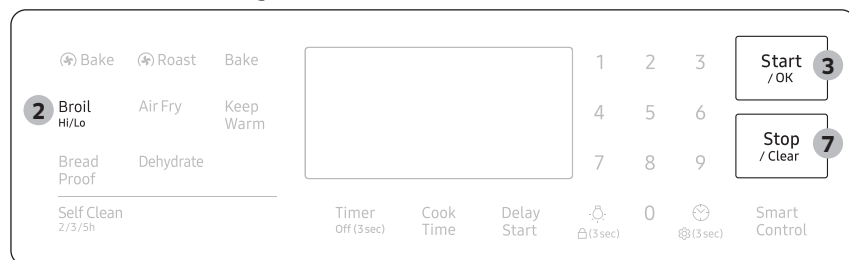 Bake Roast Bake 1 2 3 Start 3
/ OK
2 Broil Air Fry Keep 4 5 6
Hi/Lo Warm
Stop 7
Bread Dehydrate 7 8 9 / Clear
Proof
Self Clean Timer Cook Delay 0 Smart
2/3/5h Off (3 sec) Time Start (3 sec) (3 sec) Control